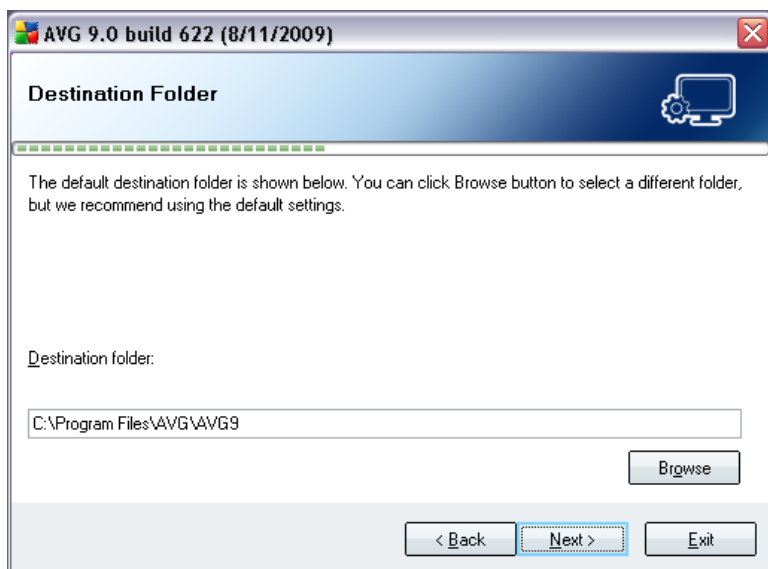 AVG 9.0 build 622 (8/11/2009)
Destination Folder
The default destination folder is shown below. You can click Browse button to select a different folder,
but we recommend using the default settings.
Destination folder:
C:\Program Files\AVG\AVG9
Browse
< Back Next > Exit